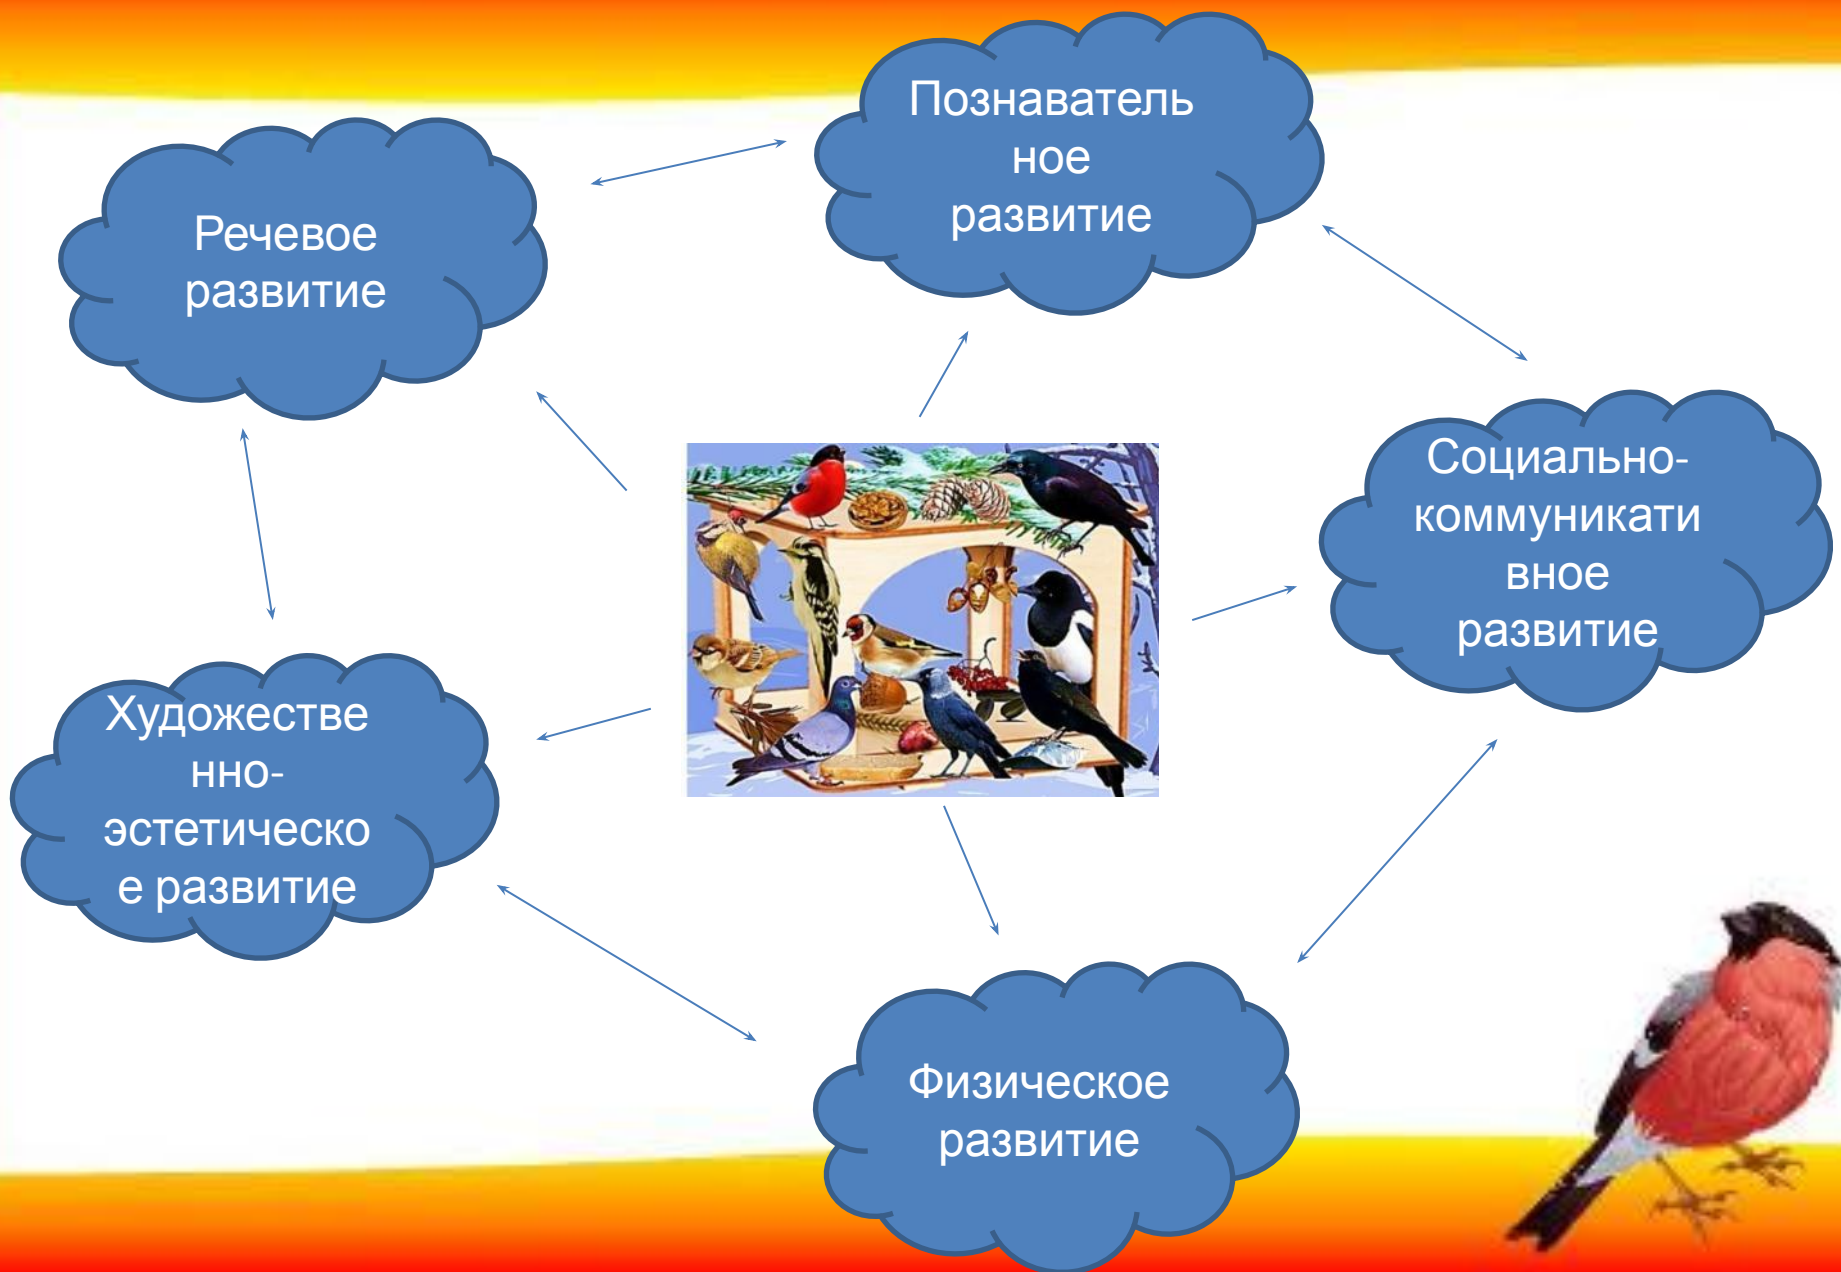 Познаватель
ное
развитие
Речевое
развитие
Социально-
коммуникати
вное
развитие
Художестве
нно-
эстетическо
е развитие
Физическое
развитие